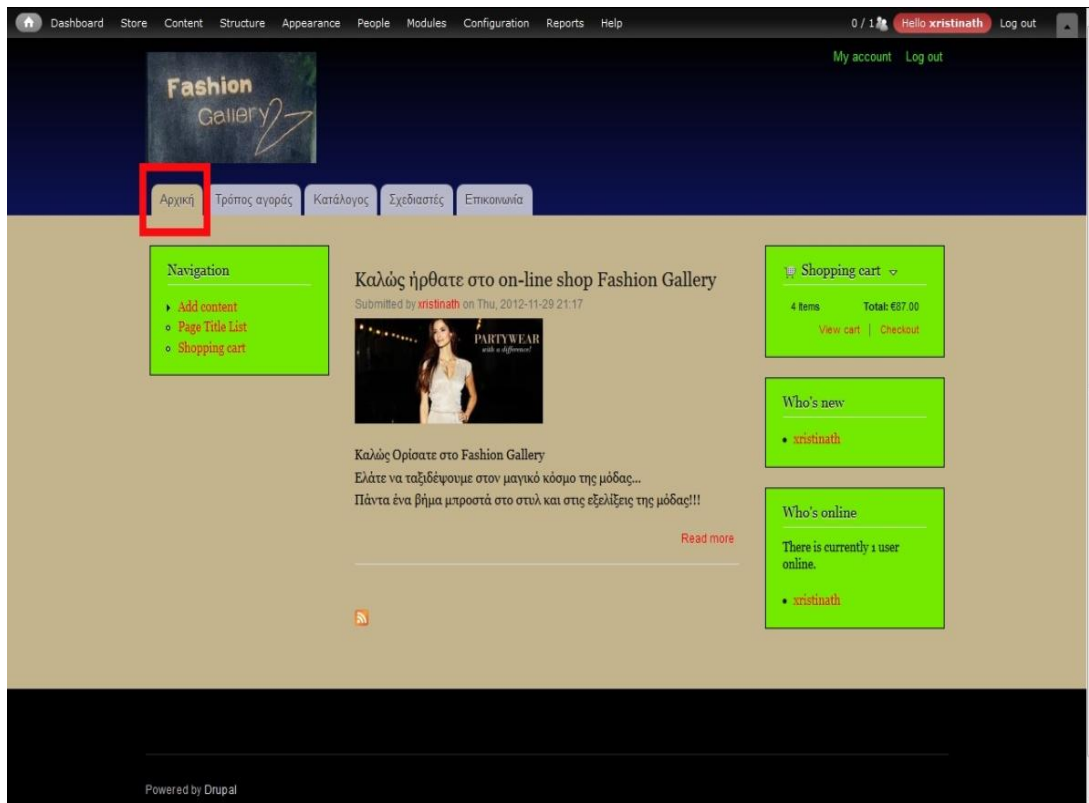 Dashboard Store Content Structure Appearance People Modules Configuration Reports Help 0 / 1 Hello xristinath Log out
My account Log out
Fashion
Gallery
Αρχική Τρόπος αγοράς Κατάλογος Σχεδιαστές Επικοινωνία
Navigation
Add content
Page Title List
Shopping cart
Καλώς ήρθατε στο on-line shop Fashion Gallery
Submitted by xristinath on Thu, 2012-11-29 21:17
PARTYWEAR
with a difference!
Καλώς Ορίσατε στο Fashion Gallery
Ελάτε να ταξιδέψουμε στον μαγικό κόσμο της μόδας...
Πάντα ένα βήμα μπροστά στο στυλ και στις εξελίξεις της μόδας!!!
Read more
Shopping cart
4 Items Total: €87.00
View cart | Checkout
Who's new
xristinath
Who's online
There is currently 1 user
online.
xristinath
Powered by Drupal